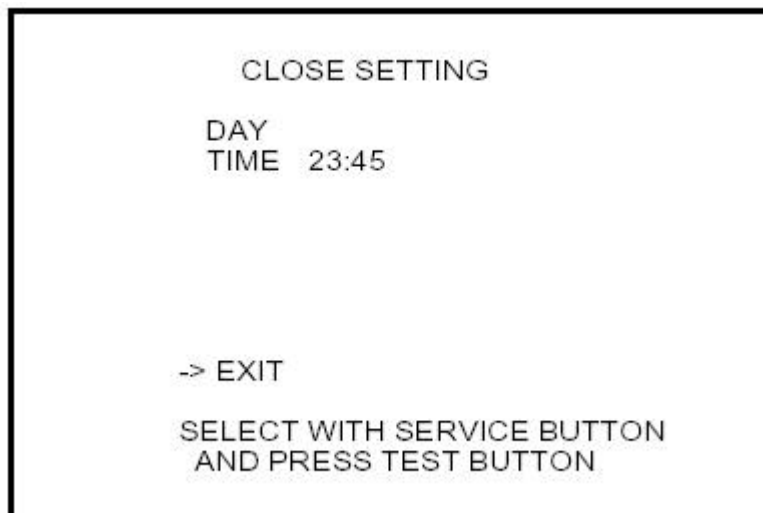 CLOSE SETTING
DAY
TIME 23:45
-> EXIT
SELECT WITH SERVICE BUTTON
AND PRESS TEST BUTTON